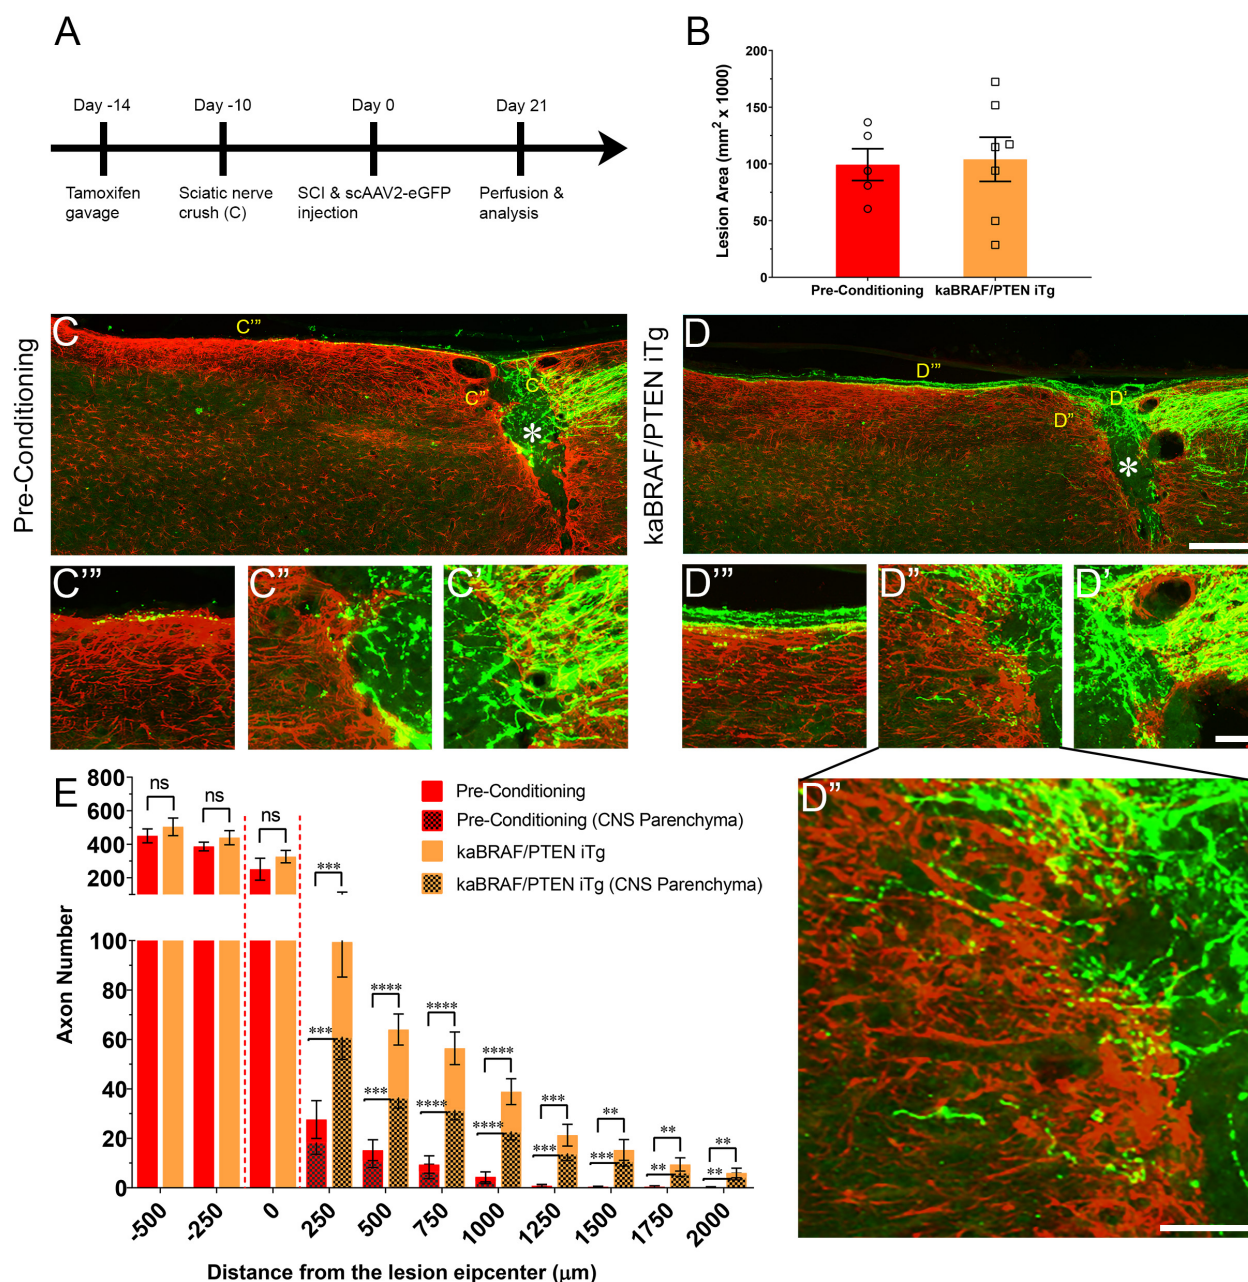 A
Day -14
Day -10
Day 0
Day 21
Tamoxifen
gavage
Sciatic nerve
crush (C)
SCI & scAAV2-eGFP
injection
Perfusion &
analysis
B
Lesion Area (mm² x 1000)
200
150
100
50
0
Pre-Conditioning
kaBRAF/PTEN iTg
Pre-Conditioning
C
C'''
C'
C''
*
kaBRAF/PTEN iTg
D
D'''
D'
D''
*
C'''
C''
C'
D'''
D''
D'
D''
E
Axon Number
800
600
400
200
100
80
60
40
20
0
ns
ns
ns
***
***
****
***
****
****
****
****
***
***
**
***
**
**
**
**
Pre-Conditioning
Pre-Conditioning (CNS Parenchyma)
kaBRAF/PTEN iTg
kaBRAF/PTEN iTg (CNS Parenchyma)
-500
-250
0
250
500
750
1000
1250
1500
1750
2000
Distance from the lesion eipcenter (µm)